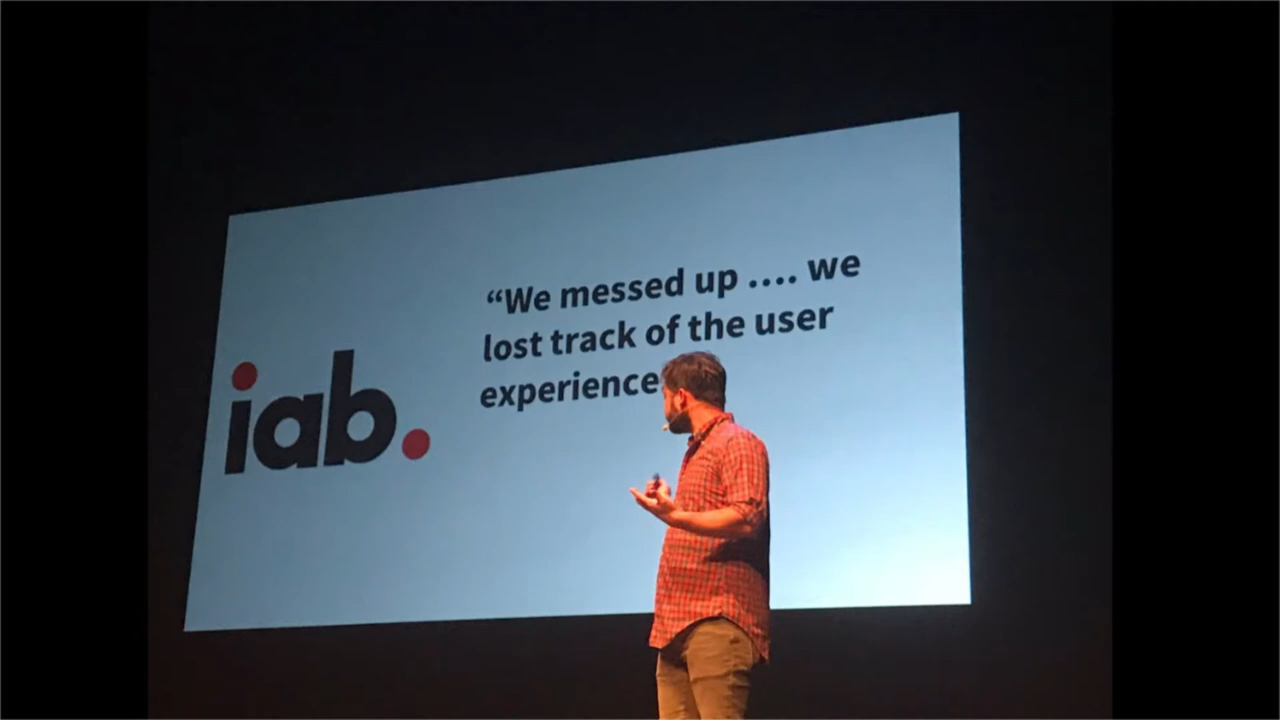 “We messed up .... we
lost track of the user
experience
iab.